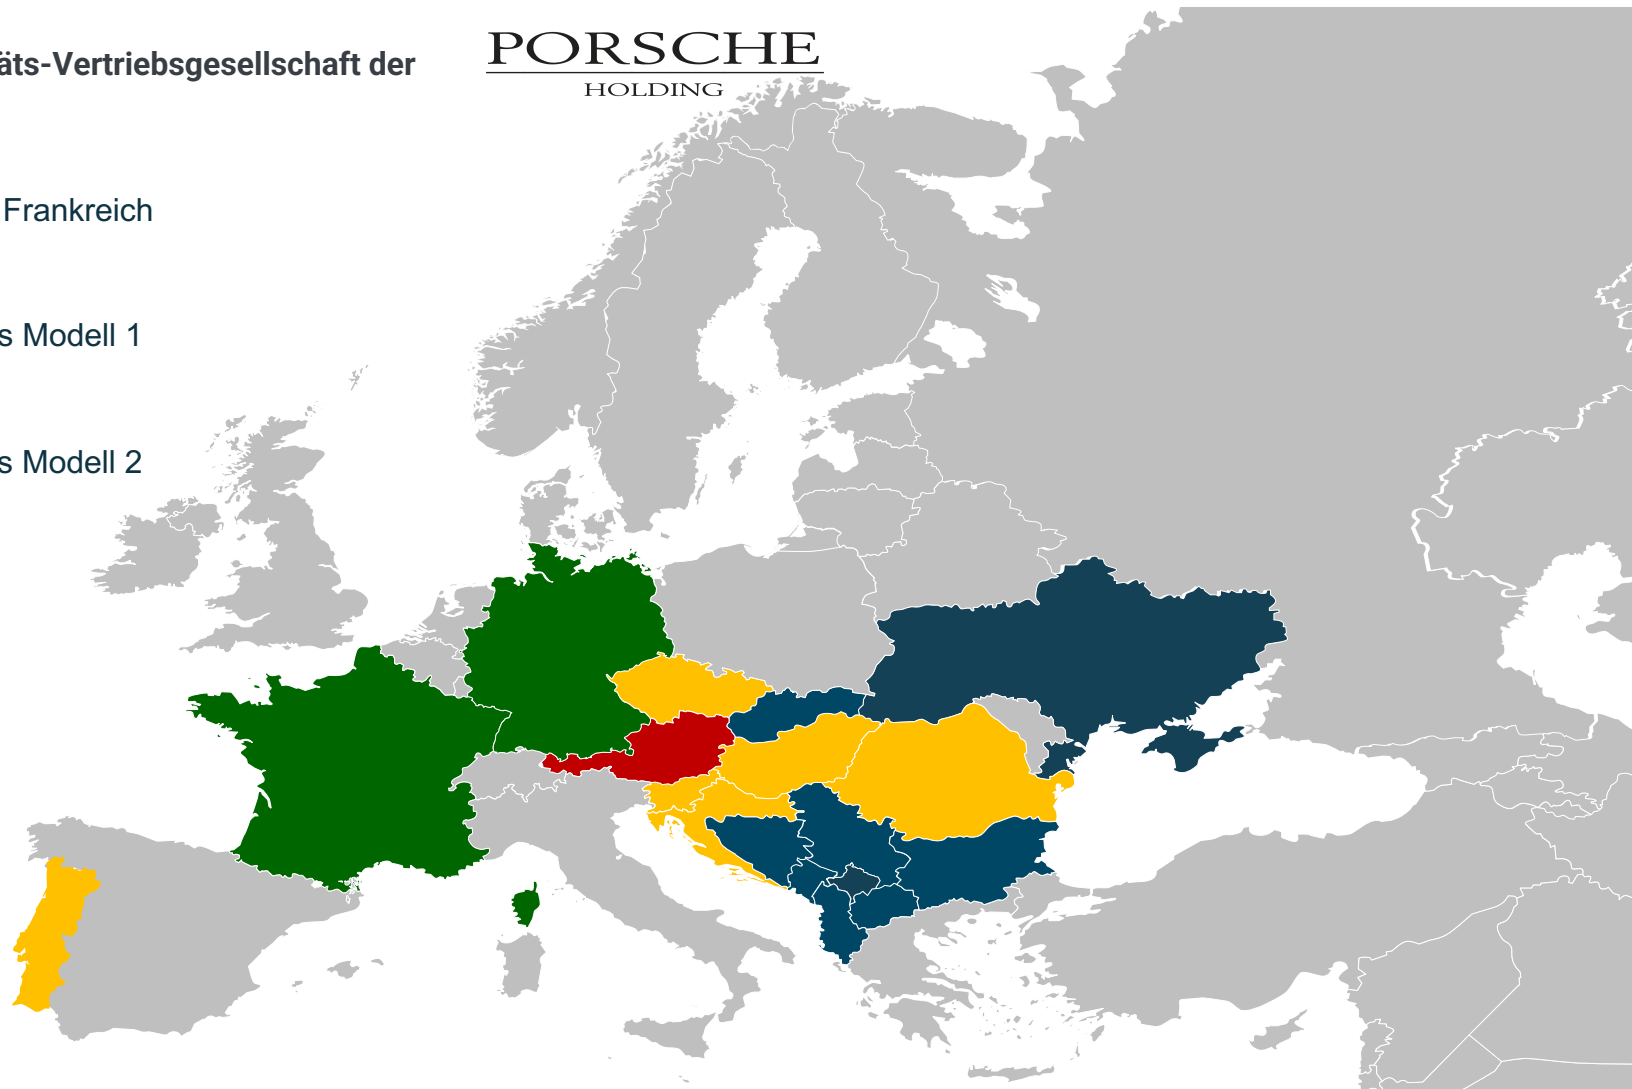 äts-Vertriebsgesellschaft der
PORSCHE
HOLDING
Frankreich
s Modell 1
s Modell 2